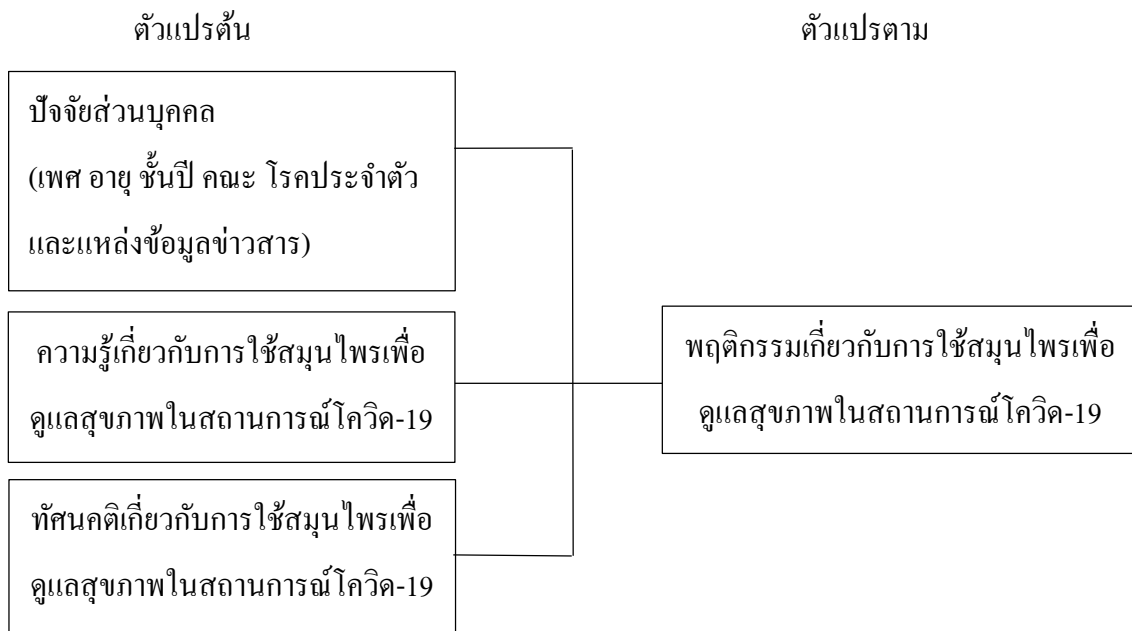 ตัวแปรต้น
ตัวแปรตาม
ปัจจัยส่วนบุคคล
(เพศ อายุ ชั้นปี คณะ โรคประจำตัว
และแหล่งข้อมูลข่าวสาร)
ความรู้เกี่ยวกับการใช้สมุนไพรเพื่อ
ดูแลสุขภาพในสถานการณ์โควิด-19
พฤติกรรมเกี่ยวกับการใช้สมุนไพรเพื่อ
ดูแลสุขภาพในสถานการณ์โควิด-19
ทัศนคติเกี่ยวกับการใช้สมุนไพรเพื่อ
ดูแลสุขภาพในสถานการณ์โควิด-19